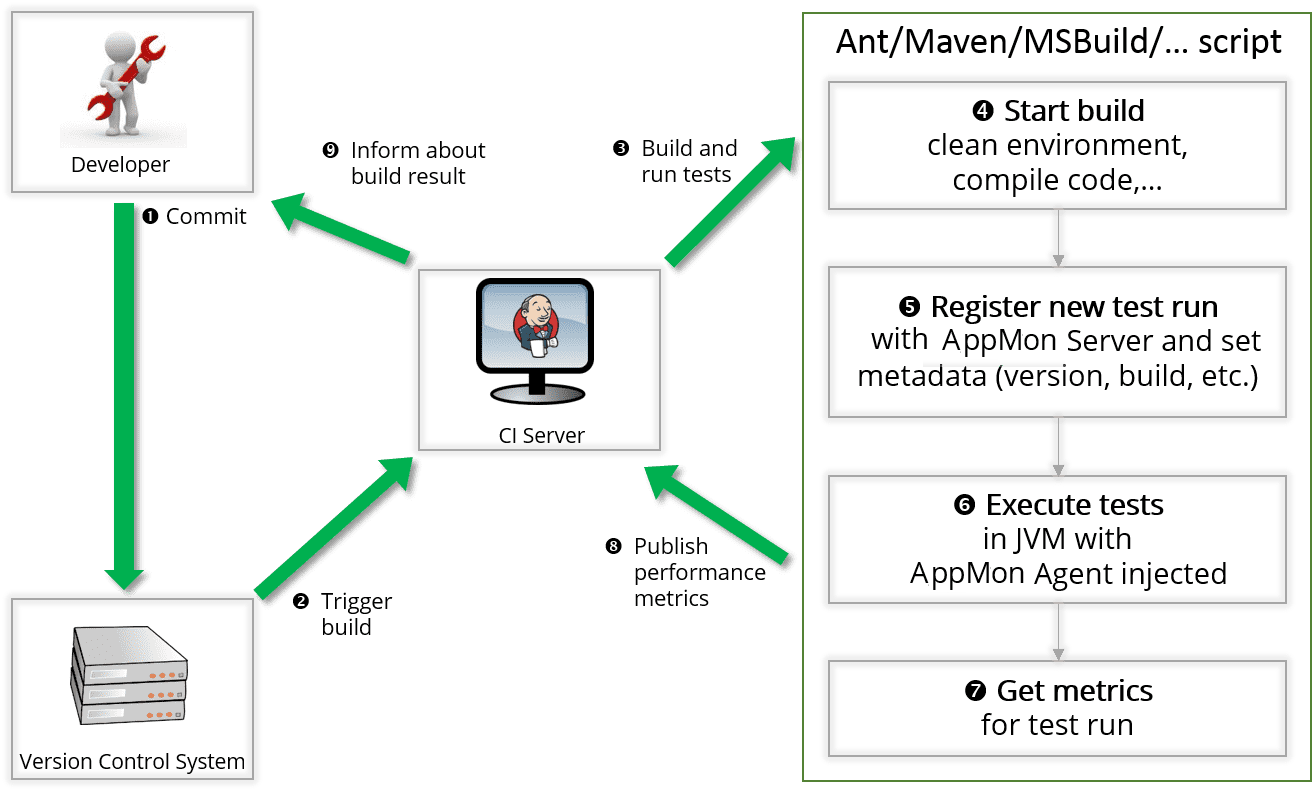 Developer
❶ Commit
Version Control System
❷ Trigger
build
CI Server
❸ Build and
run tests
Ant/Maven/MSBuild/... script
❹ Start build
clean environment,
compile code,...
❺ Register new test run
with AppMon Server and set
metadata (version, build, etc.)
❻ Execute tests
in JVM with
AppMon Agent injected
❼ Get metrics
for test run
❽ Publish
performance
metrics
❾ Inform about
build result